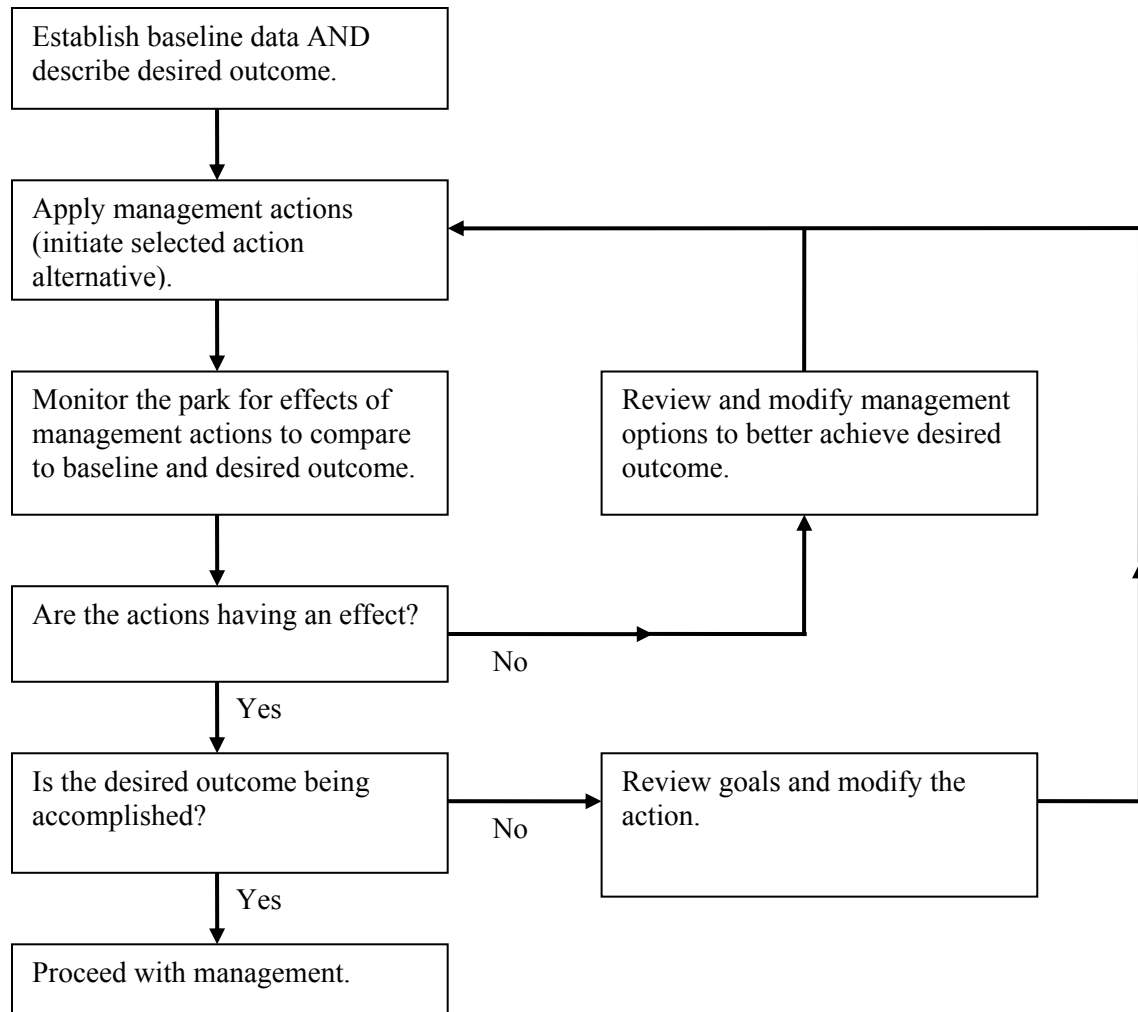 Establish baseline data AND
describe desired outcome.
Apply management actions
(initiate selected action
alternative).
Monitor the park for effects of
management actions to compare
to baseline and desired outcome.
Review and modify management
options to better achieve desired
outcome.
Are the actions having an effect?
No
Yes
Is the desired outcome being
accomplished?
No
Review goals and modify the
action.
Yes
Proceed with management.